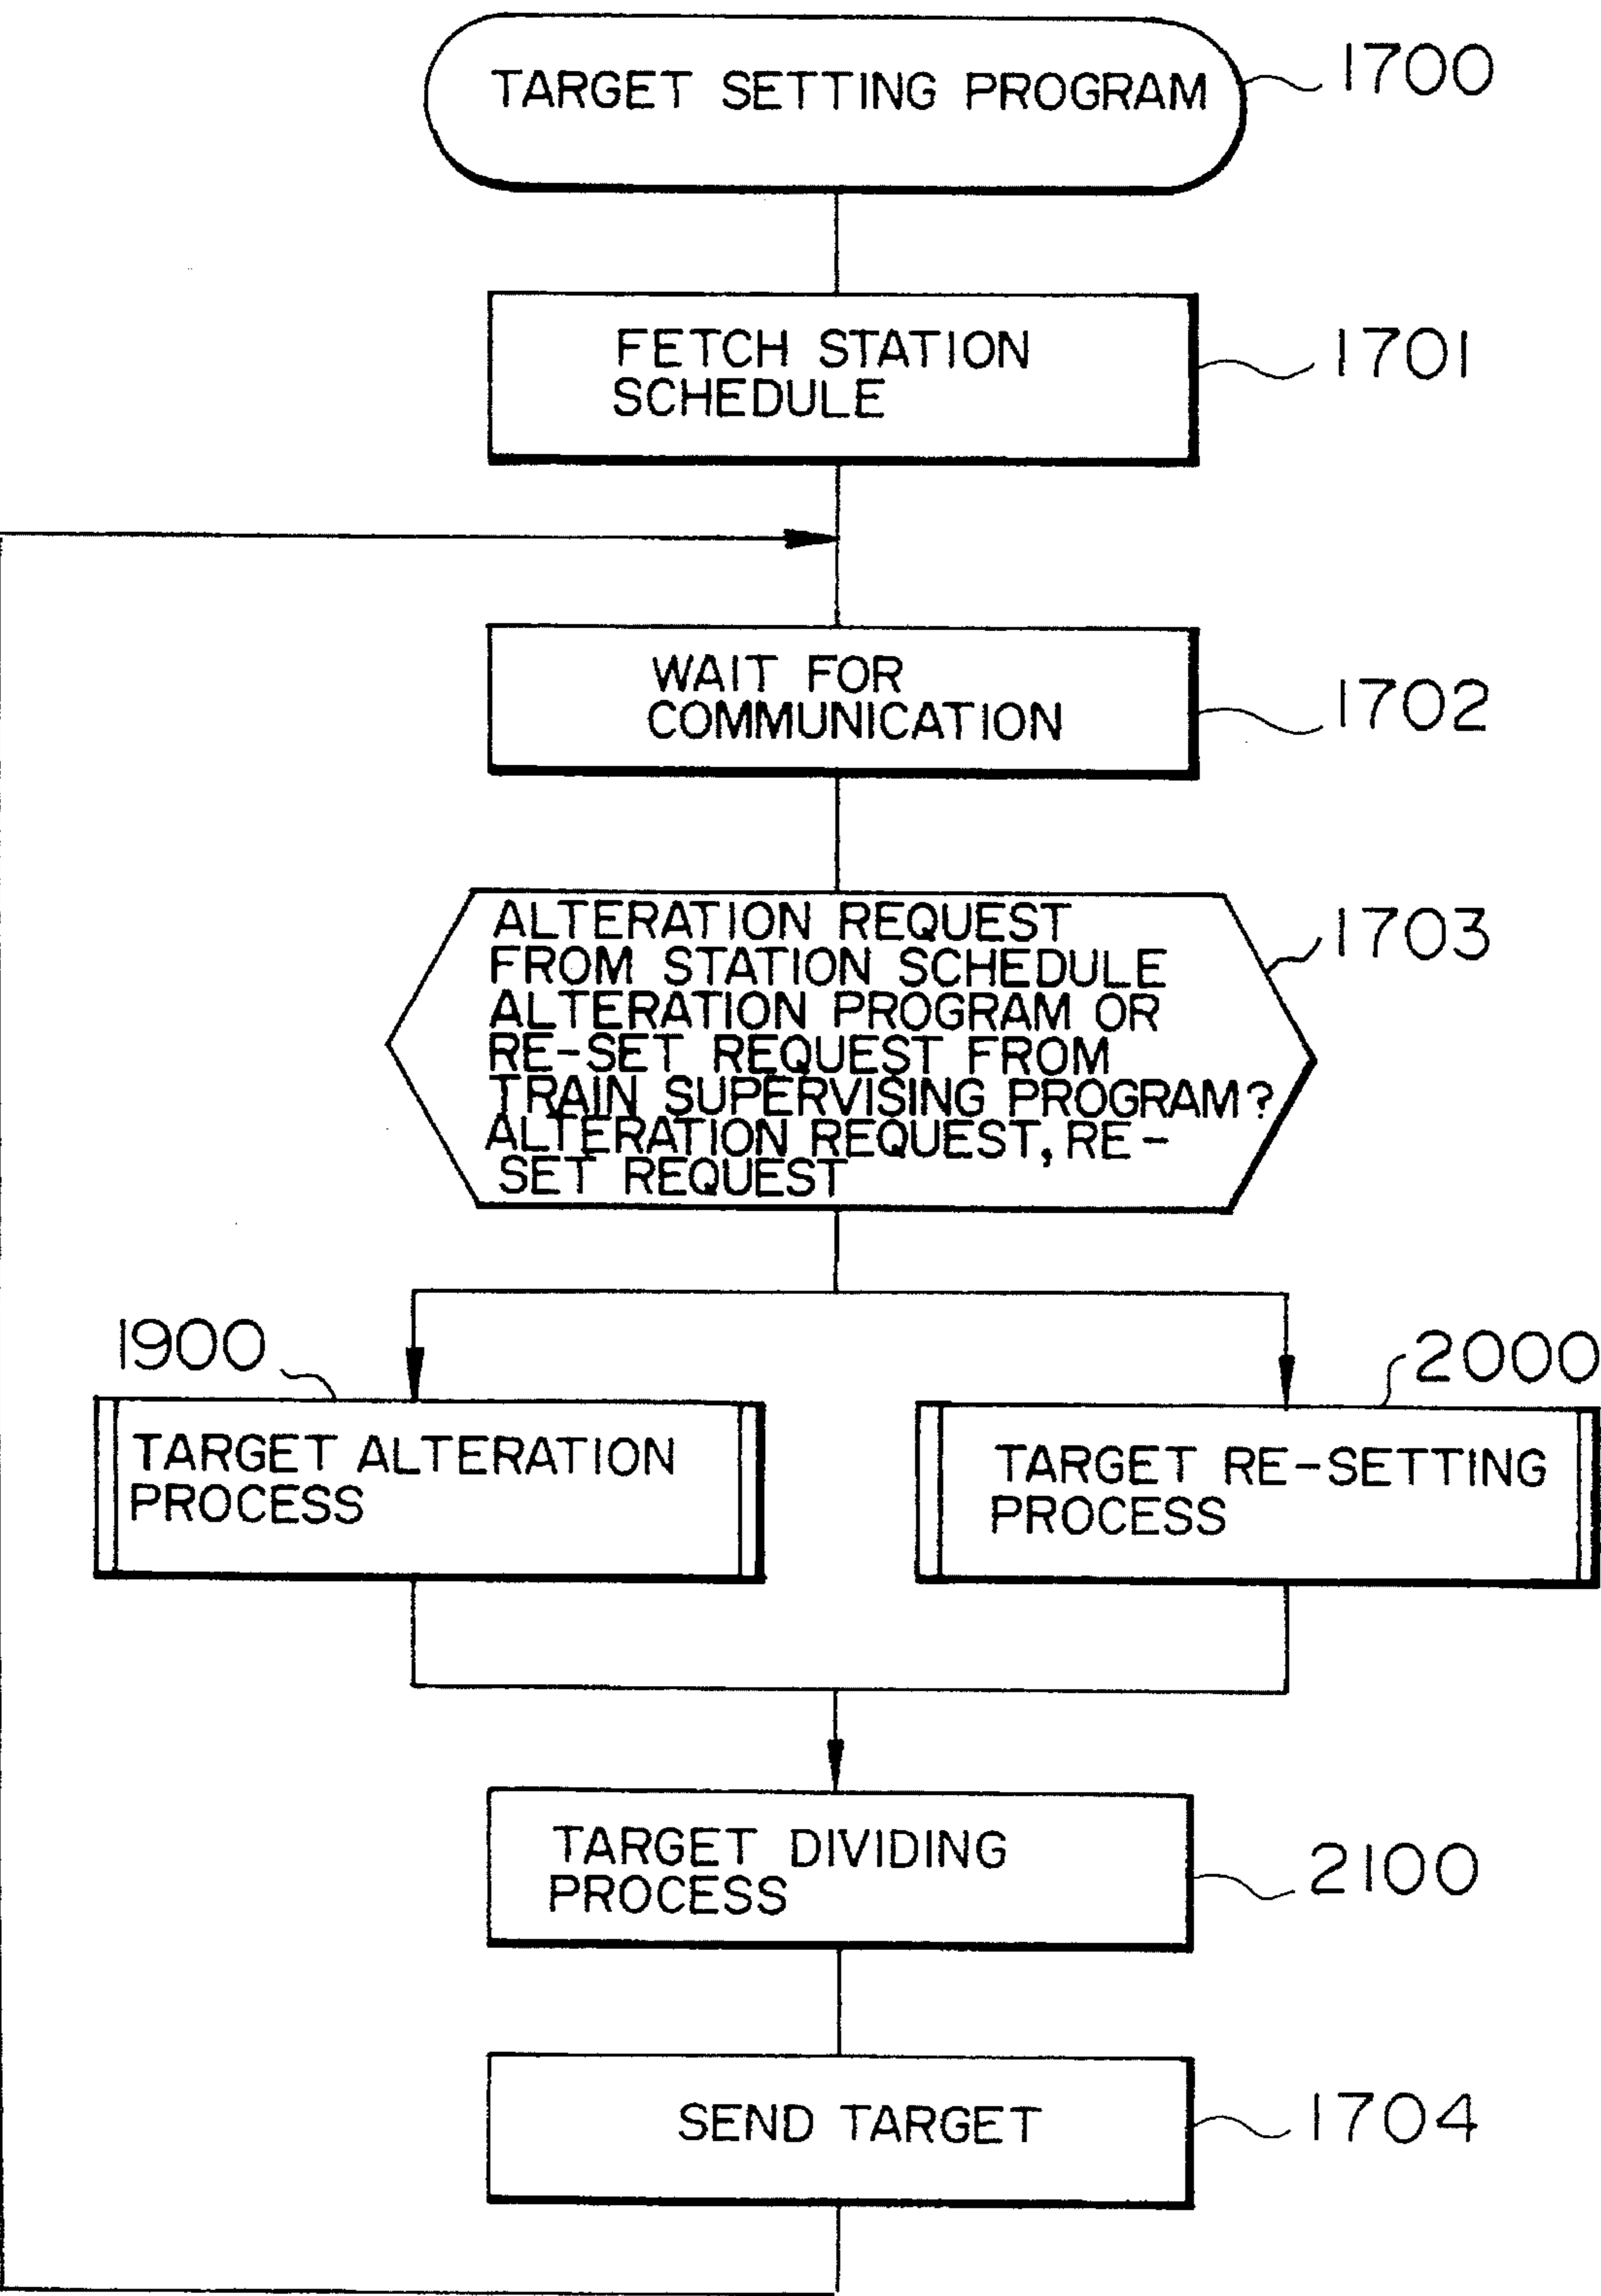 TARGET SETTING PROGRAM
1700
FETCH STATION
SCHEDULE
1701
WAIT FOR
COMMUNICATION
1702
ALTERATION REQUEST
FROM STATION SCHEDULE
ALTERATION PROGRAM OR
RE-SET REQUEST FROM
TRAIN SUPERVISING PROGRAM?
ALTERATION REQUEST, RE-
SET REQUEST
1703
1900
TARGET ALTERATION
PROCESS
2000
TARGET RE-SETTING
PROCESS
TARGET DIVIDING
PROCESS
2100
SEND TARGET
1704